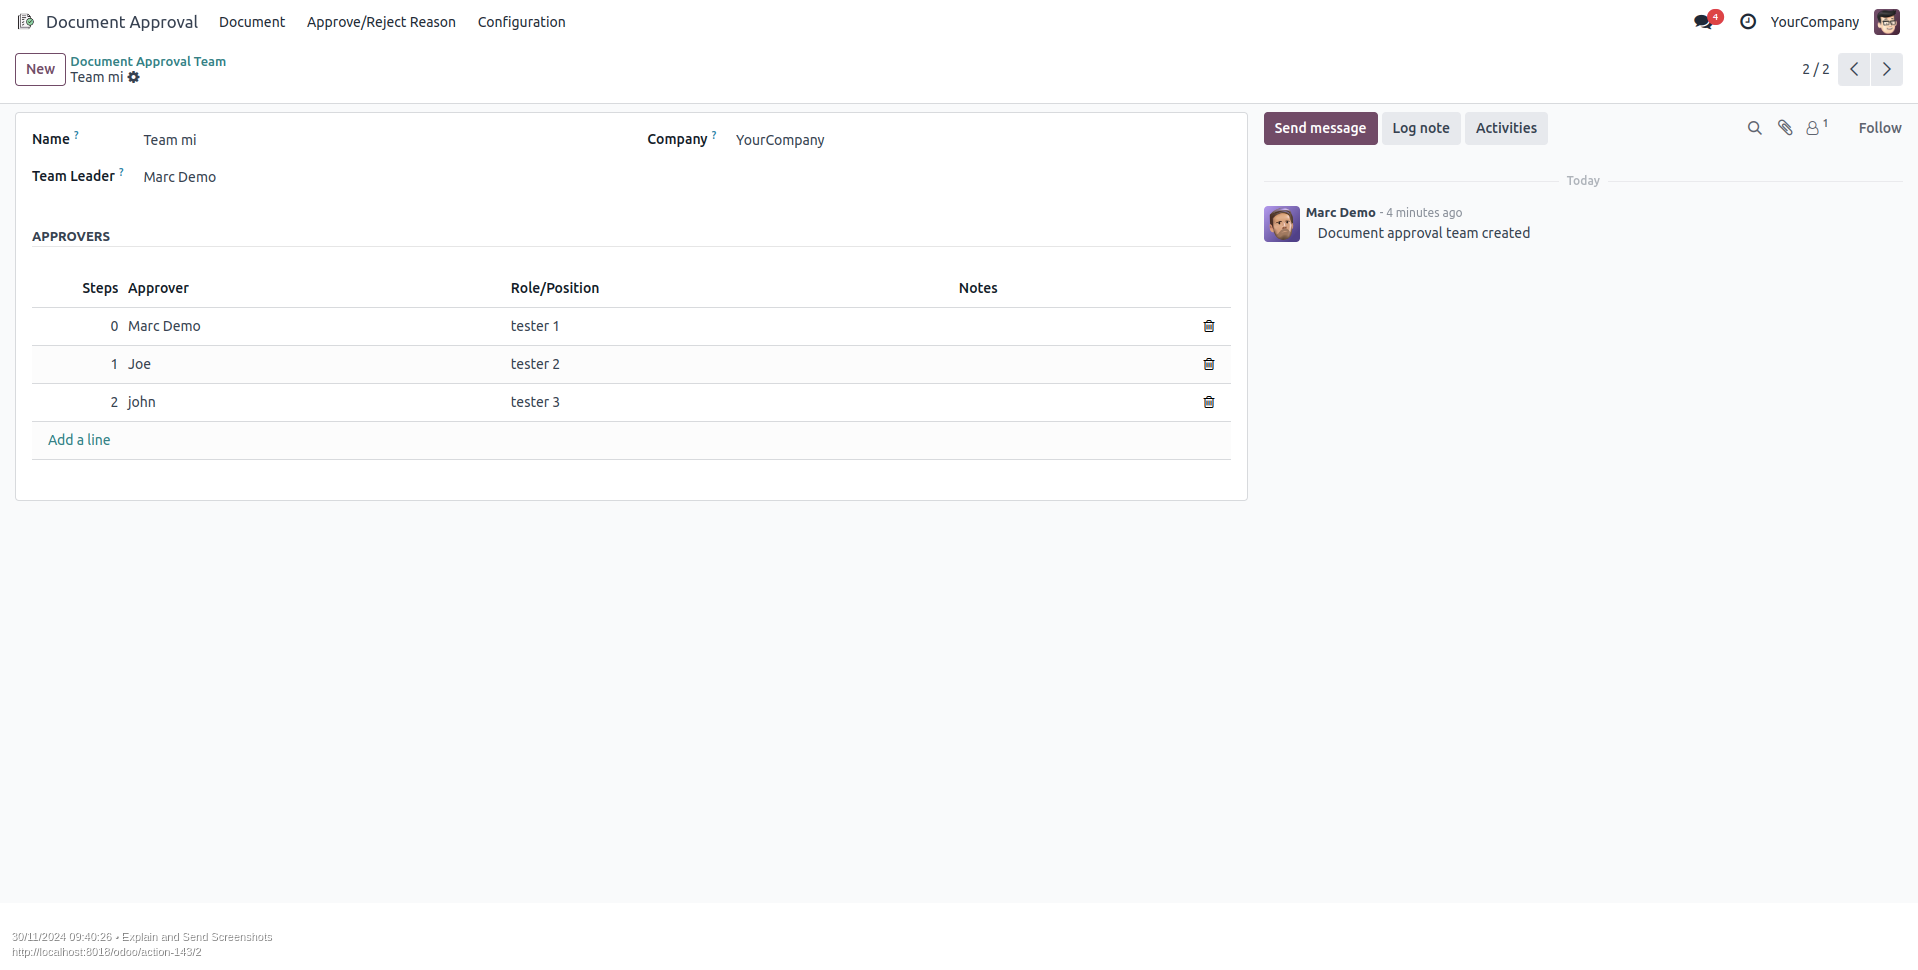 Document Approval Document Approve/Reject Reason Configuration 4 YourCompany
New Document Approval Team
Team mi 2 / 2
Name ? Team mi Company ? YourCompany
Team Leader ? Marc Demo
APPROVERS
Steps Approver Role/Position Notes
0 Marc Demo tester 1
1 Joe tester 2
2 john tester 3
Add a line
Send message Log note Activities 1 Follow
Today
Marc Demo - 4 minutes ago
Document approval team created
30/11/2024 09:40:26 • Explain and Send Screenshots
http://localhost:8018/odoo/action-143/2